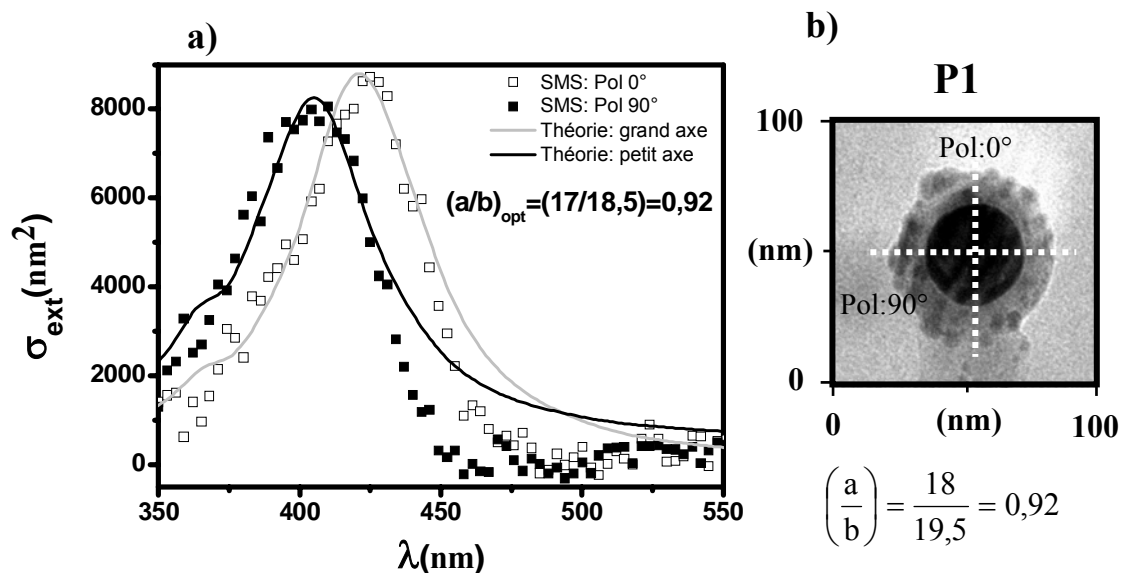 a)
8000
6000
4000
2000
0
σext(nm²)
350
400
450
500
550
λ(nm)
SMS: Pol 0°
SMS: Pol 90°
Théorie: grand axe
Théorie: petit axe
(a/b)opt=(17/18,5)=0,92
b)
P1
100
(nm)
0
Pol:0°
Pol:90°
0
(nm)
100
(a/b) = 18/19,5 = 0,92